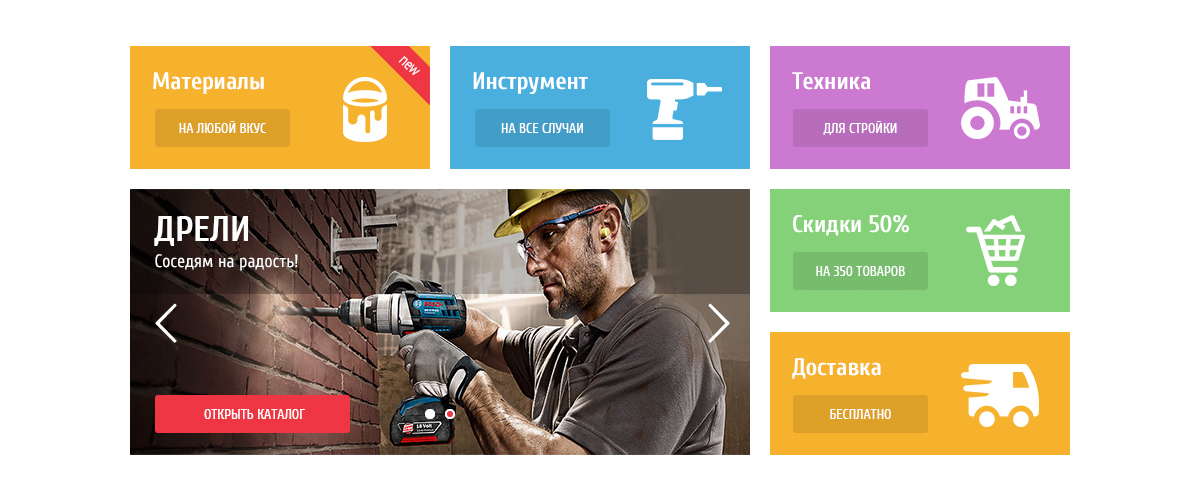 Материалы
НА ЛЮБОЙ ВКУС
new
Инструмент
НА ВСЕ СЛУЧАИ
Техника
ДЛЯ СТРОЙКИ
ДРЕЛИ
Соседям на радость!
BOSCH
18 Volt
ОТКРЫТЬ КАТАЛОГ
Скидки 50%
НА 350 ТОВАРОВ
Доставка
БЕСПЛАТНО